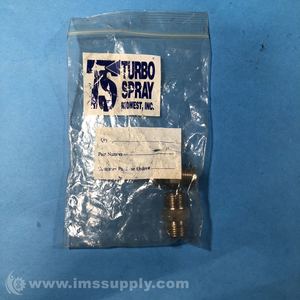 TS TURBO
SPRAY
MIDWEST, INC.
Qty
Part Number
www.imssupply.com